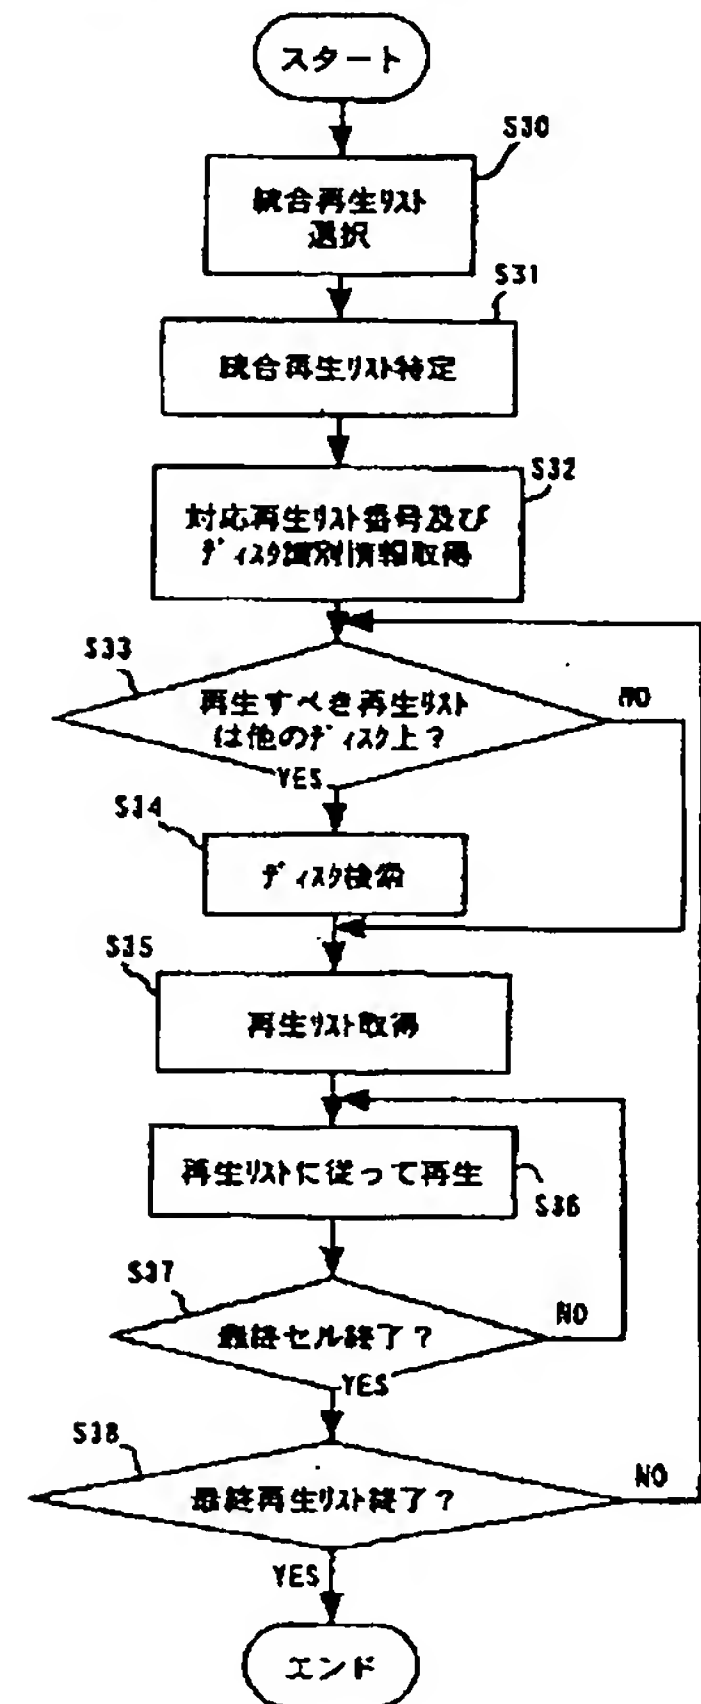 スタート
S30
統合再生リスト
選択
S31
統合再生リスト特定
S32
対応再生リスト番号及び
ディスク識別情報取得
S33
再生すべき再生リスト
は他のディスク上?
NO
YES
S34
ディスク検索
S35
再生リスト取得
再生リストに従って再生
S36
S37
最終セル終了?
NO
YES
S38
最終再生リスト終了?
NO
YES
エンド